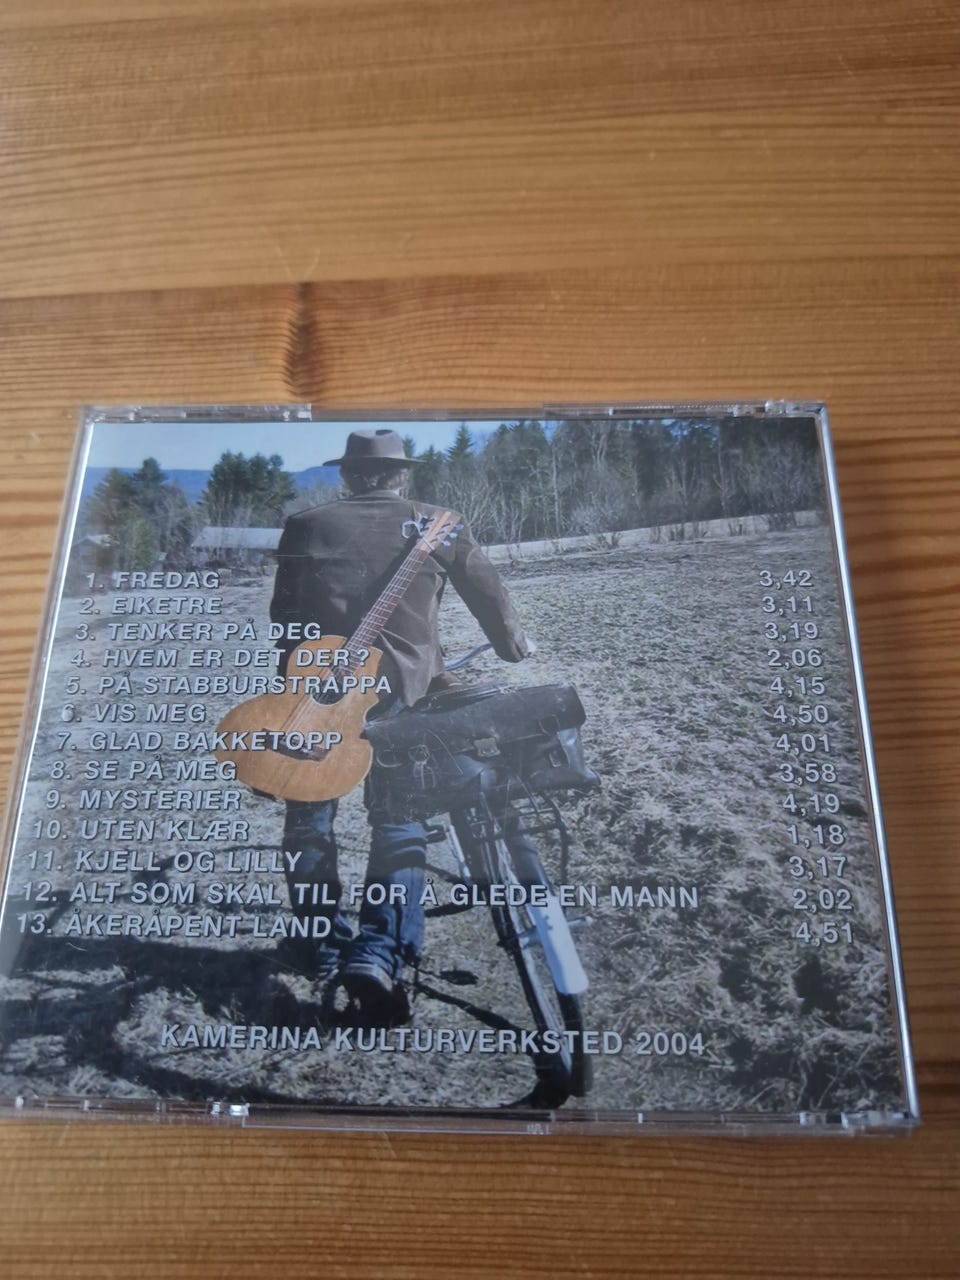 1. FREDAG 3,42
2. EIKETRE 3,11
3. TENKER PÅ DEG 3,19
4. HVEM ER DET DER? 2,06
5. PÅ STABBURSTRAPPA 4,15
6. VIS MEG 4,50
7. GLAD BAKKETOPP 4,01
8. SE PÅ MEG 3,58
9. MYSTERIER 4,19
10. UTEN KLÆR 1,18
11. KJELL OG LILLY 3,17
12. ALT SOM SKAL TIL FOR Å GLEDE EN MANN 2,02
13. ÅKERÅPENT LAND 4,51
KAMERINA KULTURVERKSTED 2004